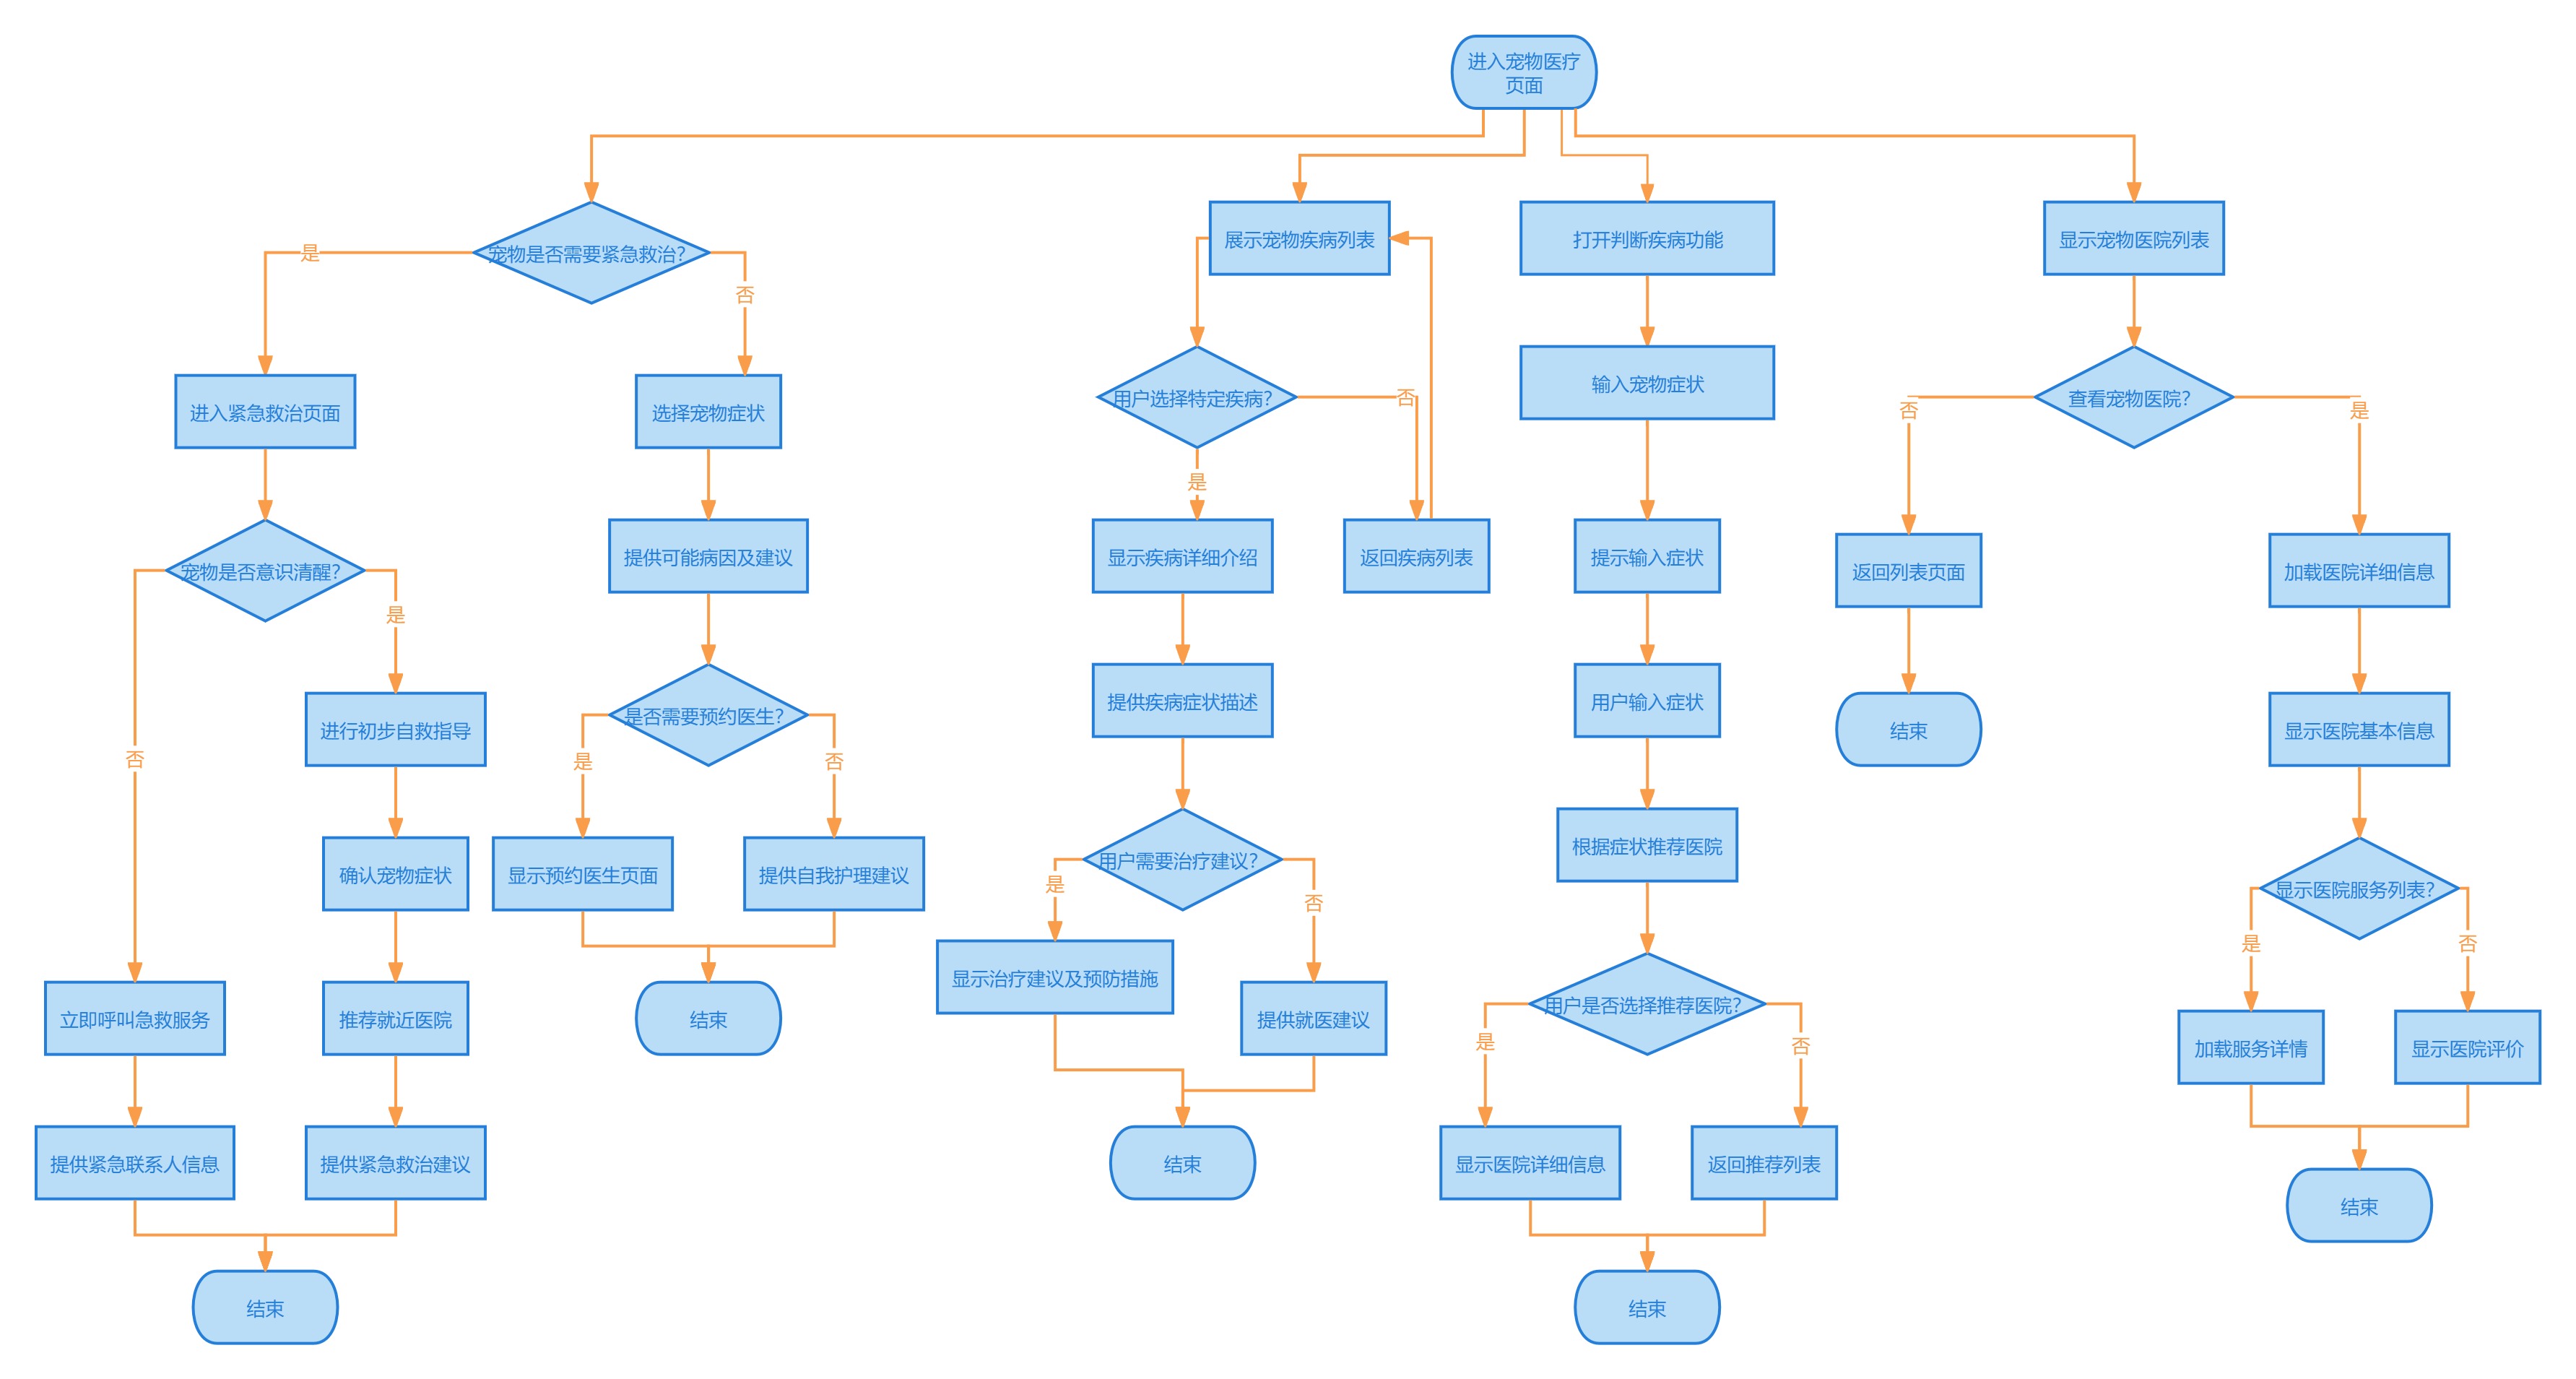 进入宠物医疗
页面
宠物是否需要紧急救治?
展示宠物疾病列表
打开判断疾病功能
显示宠物医院列表
是
否
进入紧急救治页面
选择宠物症状
用户选择特定疾病?
否
输入宠物症状
查看宠物医院?
否
是
是
宠物是否意识清醒?
提供可能病因及建议
显示疾病详细介绍
返回疾病列表
提示输入症状
返回列表页面
加载医院详细信息
是
否
进行初步自救指导
是否需要预约医生?
是
否
提供疾病症状描述
用户输入症状
结束
显示医院基本信息
确认宠物症状
显示预约医生页面
提供自我护理建议
用户需要治疗建议?
是
否
根据症状推荐医院
显示医院服务列表?
是
否
立即呼叫急救服务
推荐就近医院
结束
显示治疗建议及预防措施
提供就医建议
用户是否选择推荐医院?
是
否
加载服务详情
显示医院评价
提供紧急联系人信息
提供紧急救治建议
结束
显示医院详细信息
返回推荐列表
结束
结束
结束